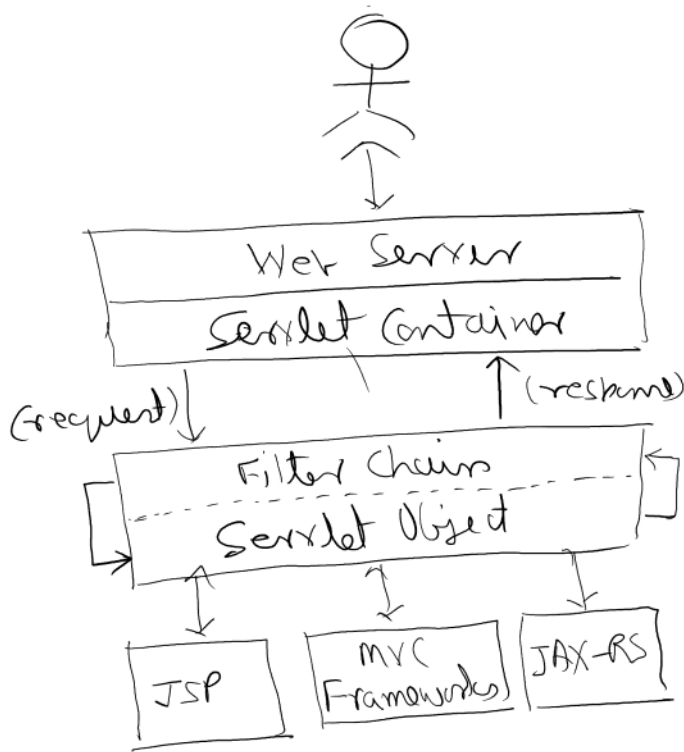 Web Server
Servlet Container
(request)
(response)
Filter Chain
Servlet Object
JSP
MVC
Frameworks
JAX-RS